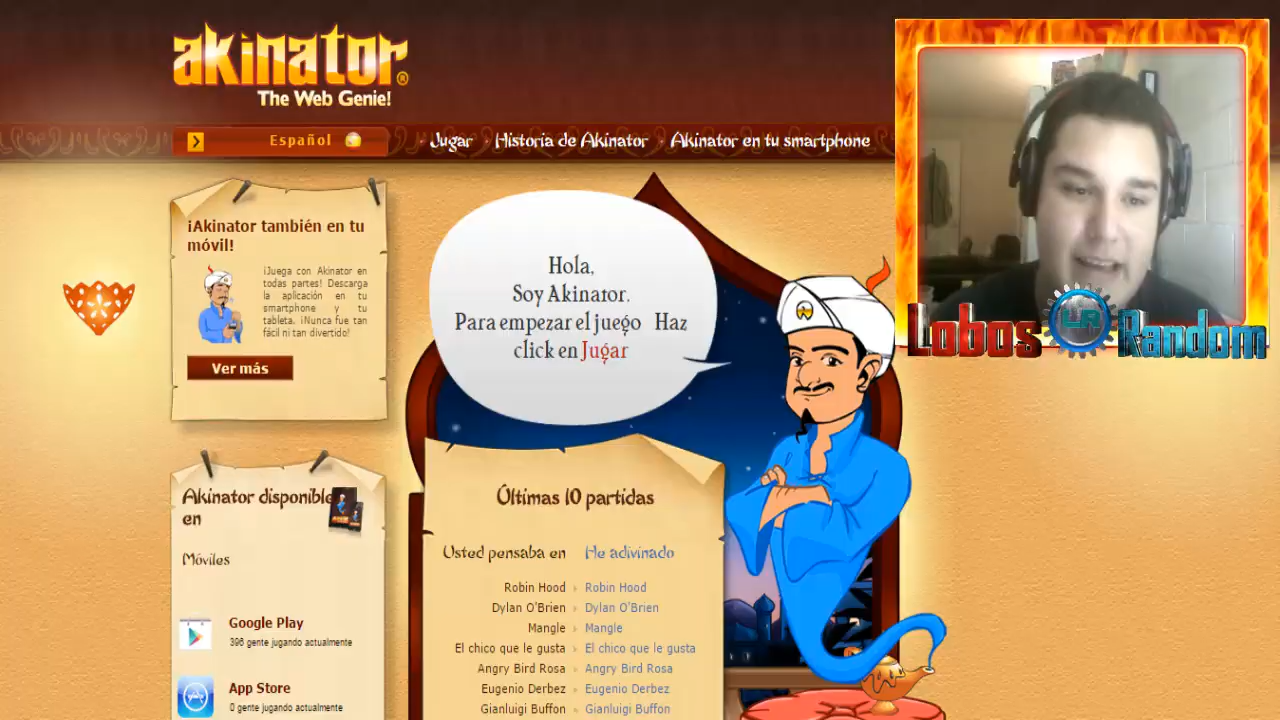 akinator®
The Web Genie!
Español
Jugar
Historia de Akinator
Akinator en tu smartphone
¡Akinator también en tu
móvil!
¡Juega con Akinator en
todas partes! Descarga
la aplicación en tu
smartphone y tu
tableta. ¡Nunca fue tan
fácil ni tan divertido!
Ver más
Hola,
Soy Akinator.
Para empezar el juego Haz
click en Jugar
Lobos LR Random
Akinator disponible
en
Móviles
Google Play
396 gente jugando actualmente
App Store
0 gente jugando actualmente
Últimas 10 partidas
Usted pensaba en He adivinado
Robin Hood Robin Hood
Dylan O'Brien Dylan O'Brien
Mangle Mangle
El chico que le gusta El chico que le gusta
Angry Bird Rosa Angry Bird Rosa
Eugenio Derbez Eugenio Derbez
Gianluigi Buffon Gianluigi Buffon